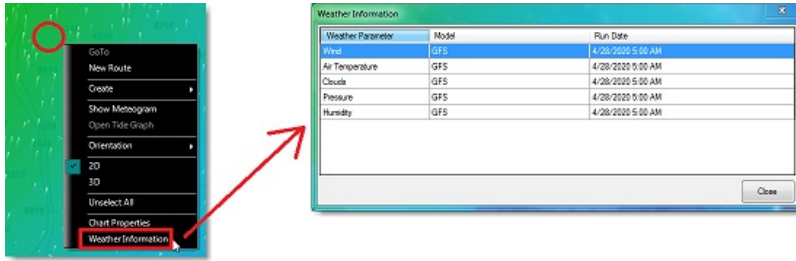 GoTo
New Route
Create
Show Meteogram
Open Tide Graph
Orientation
2D
3D
Unselect All
Chart Properties
Weather Information
Weather Information
Weather Parameter Model Run Date
Wind GFS 4/28/2020 5:00 AM
Air Temperature GFS 4/28/2020 5:00 AM
Clouds GFS 4/28/2020 5:00 AM
Pressure GFS 4/28/2020 5:00 AM
Humidity GFS 4/28/2020 5:00 AM
Close